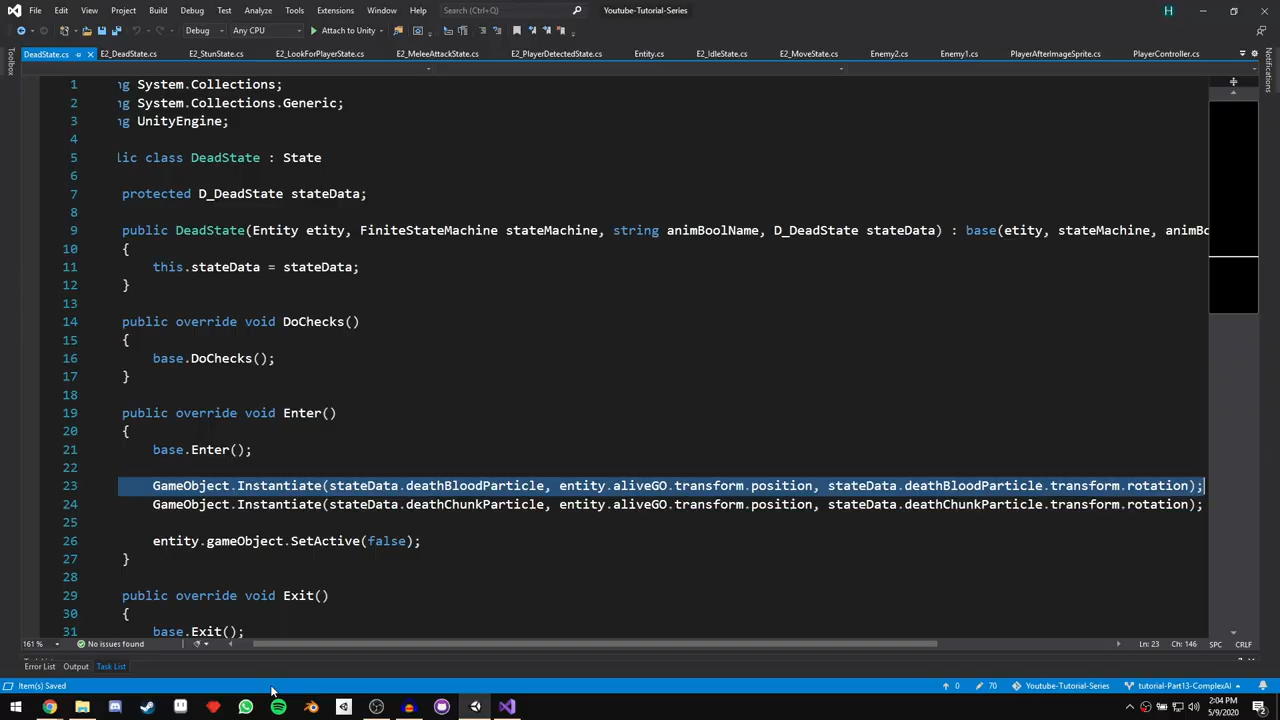 File Edit View Project Build Debug Test Analyze Tools Extensions Window Help Search (Ctrl+Q) Youtube-Tutorial-Series H
Debug Any CPU Attach to Unity
DeadState.cs E2_DeadState.cs E2_StunState.cs E2_LookForPlayerState.cs E2_MeleeAttackState.cs E2_PlayerDetectedState.cs Entity.cs E2_IdleState.cs E2_MoveState.cs Enemy2.cs Enemy1.cs PlayerAfterImageSprite.cs PlayerController.cs
Toolbox
Notifications
1 ng System.Collections;
2 ng System.Collections.Generic;
3 ng UnityEngine;
4
5 lic class DeadState : State
6
7 protected D_DeadState stateData;
8
9 public DeadState(Entity etity, FiniteStateMachine stateMachine, string animBoolName, D_DeadState stateData) : base(etity, stateMachine, animBo
10 {
11 this.stateData = stateData;
12 }
13
14 public override void DoChecks()
15 {
16 base.DoChecks();
17 }
18
19 public override void Enter()
20 {
21 base.Enter();
22
23 GameObject.Instantiate(stateData.deathBloodParticle, entity.aliveGO.transform.position, stateData.deathBloodParticle.transform.rotation);
24 GameObject.Instantiate(stateData.deathChunkParticle, entity.aliveGO.transform.position, stateData.deathChunkParticle.transform.rotation);
25
26 entity.gameObject.SetActive(false);
27 }
28
29 public override void Exit()
30 {
31 base.Exit();
161 % No issues found Ln: 23 Ch: 146 SPC CRLF
Error List Output Task List
Item(s) Saved 0 70 Youtube-Tutorial-Series tutorial-Part13-ComplexAI
2:04 PM
5/9/2020 2